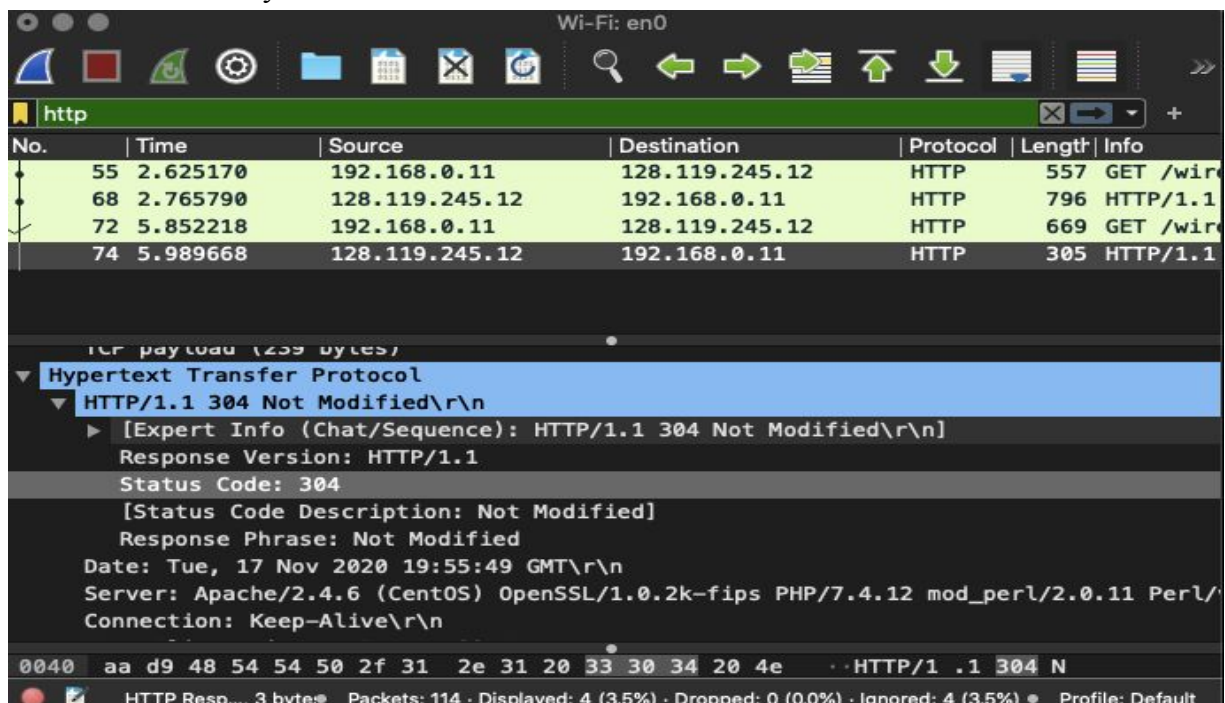 Wi-Fi: en0
http
No. Time Source Destination Protocol Length Info
55 2.625170 192.168.0.11 128.119.245.12 HTTP 557 GET /wire
68 2.765790 128.119.245.12 192.168.0.11 HTTP 796 HTTP/1.1
72 5.852218 192.168.0.11 128.119.245.12 HTTP 669 GET /wire
74 5.989668 128.119.245.12 192.168.0.11 HTTP 305 HTTP/1.1
TCP payload (239 bytes)
Hypertext Transfer Protocol
HTTP/1.1 304 Not Modified\r\n
[Expert Info (Chat/Sequence): HTTP/1.1 304 Not Modified\r\n]
Response Version: HTTP/1.1
Status Code: 304
[Status Code Description: Not Modified]
Response Phrase: Not Modified
Date: Tue, 17 Nov 2020 19:55:49 GMT\r\n
Server: Apache/2.4.6 (CentOS) OpenSSL/1.0.2k-fips PHP/7.4.12 mod_perl/2.0.11 Perl/
Connection: Keep-Alive\r\n
0040 aa d9 48 54 54 50 2f 31 2e 31 20 33 30 34 20 4e ··HTTP/1 .1 304 N
HTTP Resp… 3 bytes Packets: 114 · Displayed: 4 (3.5%) · Dropped: 0 (0.0%) · Ignored: 4 (3.5%) Profile: Default